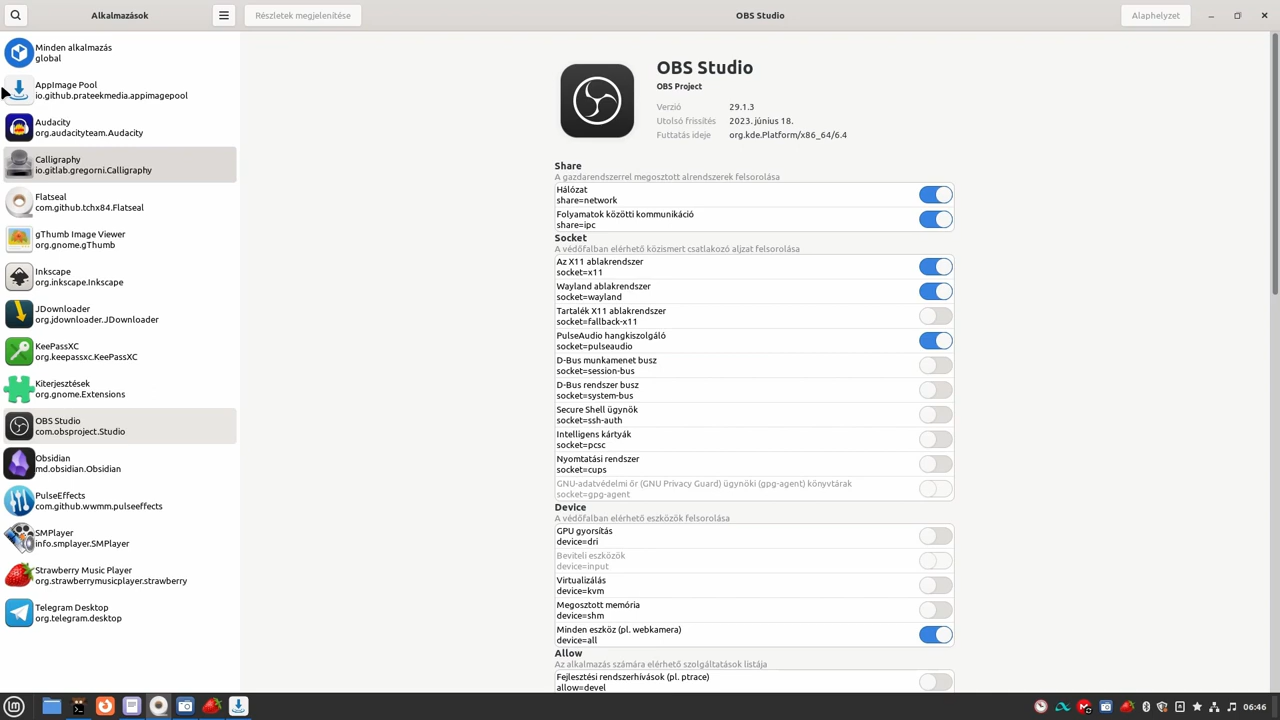 Alkalmazások
Részletek megjelenítése
OBS Studio
Alaphelyzet
Minden alkalmazás
global
AppImage Pool
io.github.prateekmedia.appimagepool
Audacity
org.audacityteam.Audacity
Calligraphy
io.gitlab.gregorni.Calligraphy
Flatseal
com.github.tchx84.Flatseal
gThumb Image Viewer
org.gnome.gThumb
Inkscape
org.inkscape.Inkscape
JDownloader
org.jdownloader.JDownloader
KeePassXC
org.keepassxc.KeePassXC
Kiterjesztések
org.gnome.Extensions
OBS Studio
com.obsproject.Studio
Obsidian
md.obsidian.Obsidian
PulseEffects
com.github.wwmm.pulseeffects
SMPlayer
info.smplayer.SMPlayer
Strawberry Music Player
org.strawberrymusicplayer.strawberry
Telegram Desktop
org.telegram.desktop
OBS Studio
OBS Project
Verzió 29.1.3
Utolsó frissítés 2023. június 18.
Futtatás ideje org.kde.Platform/x86_64/6.4
Share
A gazdarendszerrel megosztott alrendszerek felsorolása
Hálózat
share=network
Folyamatok közötti kommunikáció
share=ipc
Socket
A védőfalban elérhető közismert csatlakozó aljzat felsorolása
Az X11 ablakrendszer
socket=x11
Wayland ablakrendszer
socket=wayland
Tartalék X11 ablakrendszer
socket=fallback-x11
PulseAudio hangkiszolgáló
socket=pulseaudio
D-Bus munkamenet busz
socket=session-bus
D-Bus rendszer busz
socket=system-bus
Secure Shell ügynök
socket=ssh-auth
Intelligens kártyák
socket=pcsc
Nyomtatási rendszer
socket=cups
GNU-adatvédelmi őr (GNU Privacy Guard) ügynöki (gpg-agent) könyvtárak
socket=gpg-agent
Device
A védőfalban elérhető eszközök felsorolása
GPU gyorsítás
device=dri
Beviteli eszközök
device=input
Virtualizálás
device=kvm
Megosztott memória
device=shm
Minden eszköz (pl. webkamera)
device=all
Allow
Az alkalmazás számára elérhető szolgáltatások listája
Fejlesztési rendszerhívások (pl. ptrace)
allow=devel
06:46